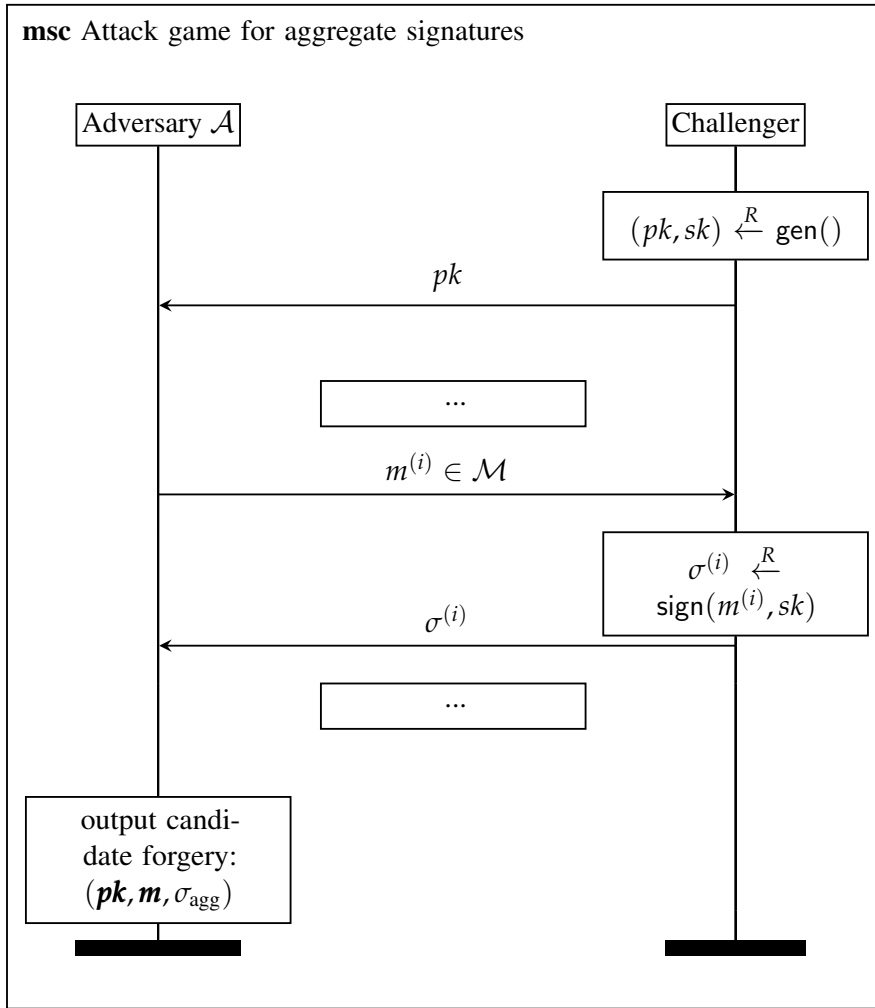 msc Attack game for aggregate signatures
Adversary 𝒜
Challenger
(pk, sk) ←ᴿ gen()
pk
...
m⁽ⁱ⁾ ∈ ℳ
σ⁽ⁱ⁾ ←ᴿ
sign(m⁽ⁱ⁾, sk)
σ⁽ⁱ⁾
...
output candi-
date forgery:
(pk, m, σ_agg)